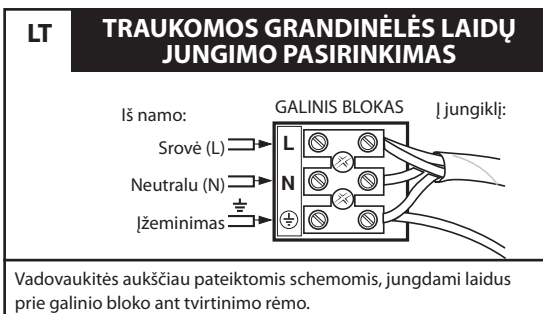 LT
TRAUKOMOS GRANDINĖLĖS LAIDŲ
JUNGIMO PASIRINKIMAS
Iš namo:
GALINIS BLOKAS
Į jungiklį:
Srovė (L)
L
Neutralu (N)
N
Įžeminimas
Vadovaukitės aukščiau pateiktomis schemomis, jungdami laidus
prie galinio bloko ant tvirtinimo rėmo.